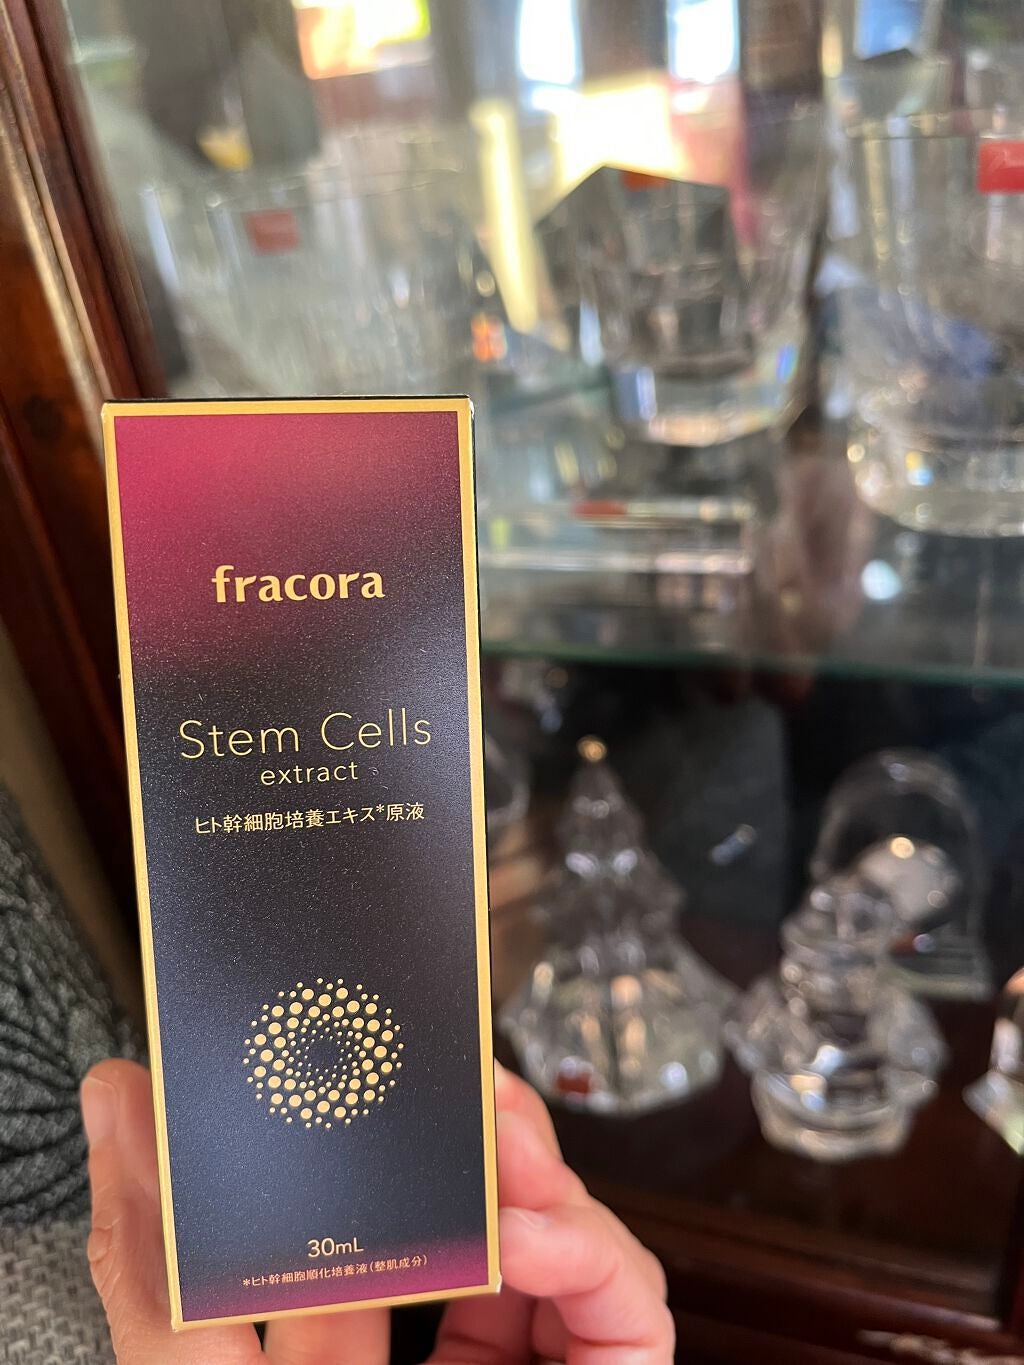 fracora
Stem Cells
extract
ヒト幹細胞培養エキス*原液
30mL
*ヒト幹細胞順化培養液(整肌成分)